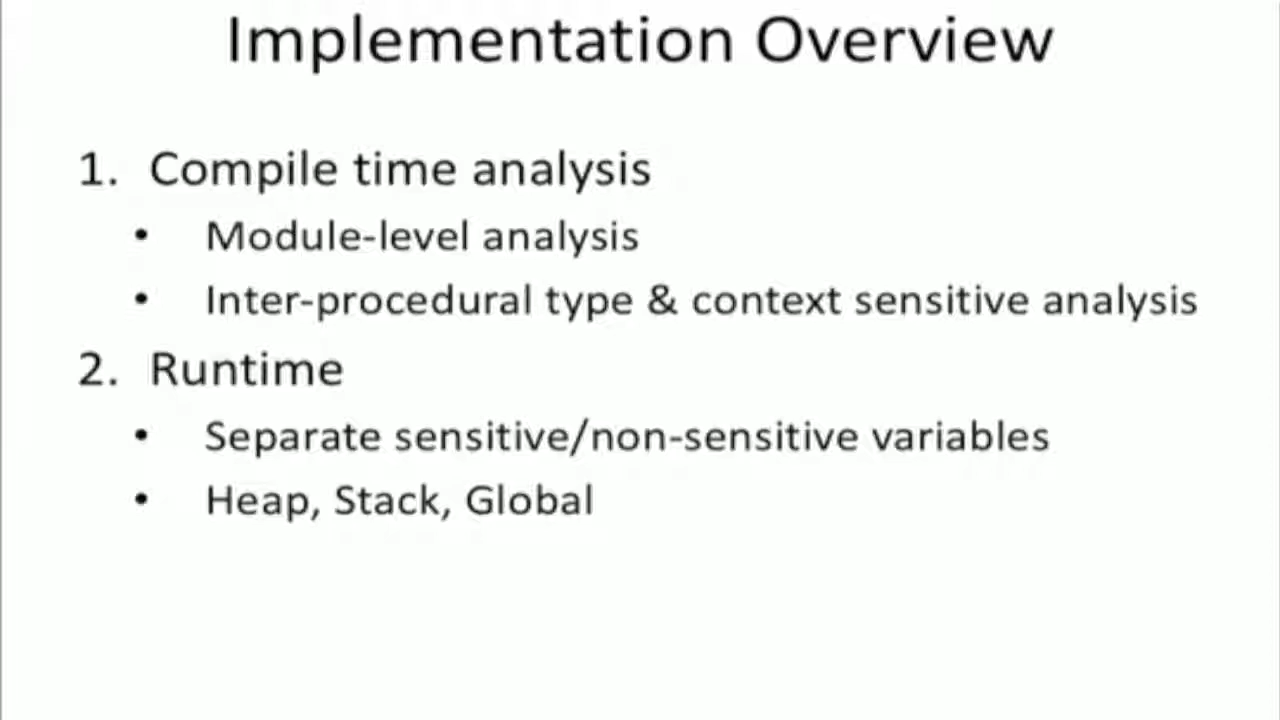 Implementation Overview
1. Compile time analysis
• Module-level analysis
• Inter-procedural type & context sensitive analysis
2. Runtime
• Separate sensitive/non-sensitive variables
• Heap, Stack, Global